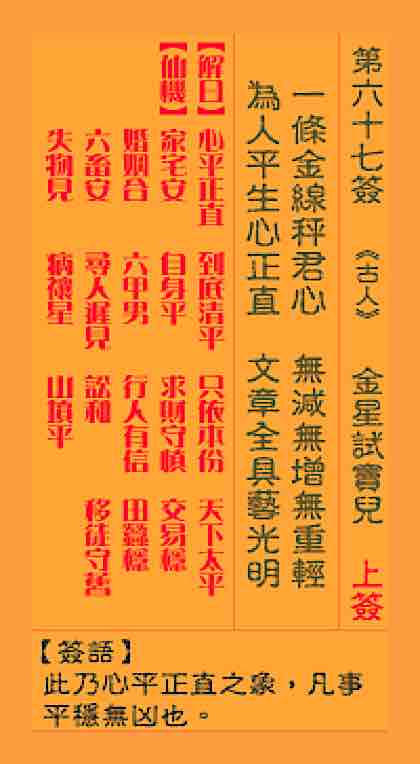 第六十七簽 《古人》 金星試竇兒 上簽
一條金線秤君心 無減無增無重輕
為人平生心正直 文章全具藝光明
【解曰】心平正直 到底清平 只依本份 天下太平
【仙機】家宅安 自身平 求財守慎 交易穩
婚姻合 六甲男 行人有信 田蠶穩
六畜安 尋人遲見 訟和 移徙守舊
失物見 病禳星 山墳平
【簽語】
此乃心平正直之象，凡事
平穩無凶也。